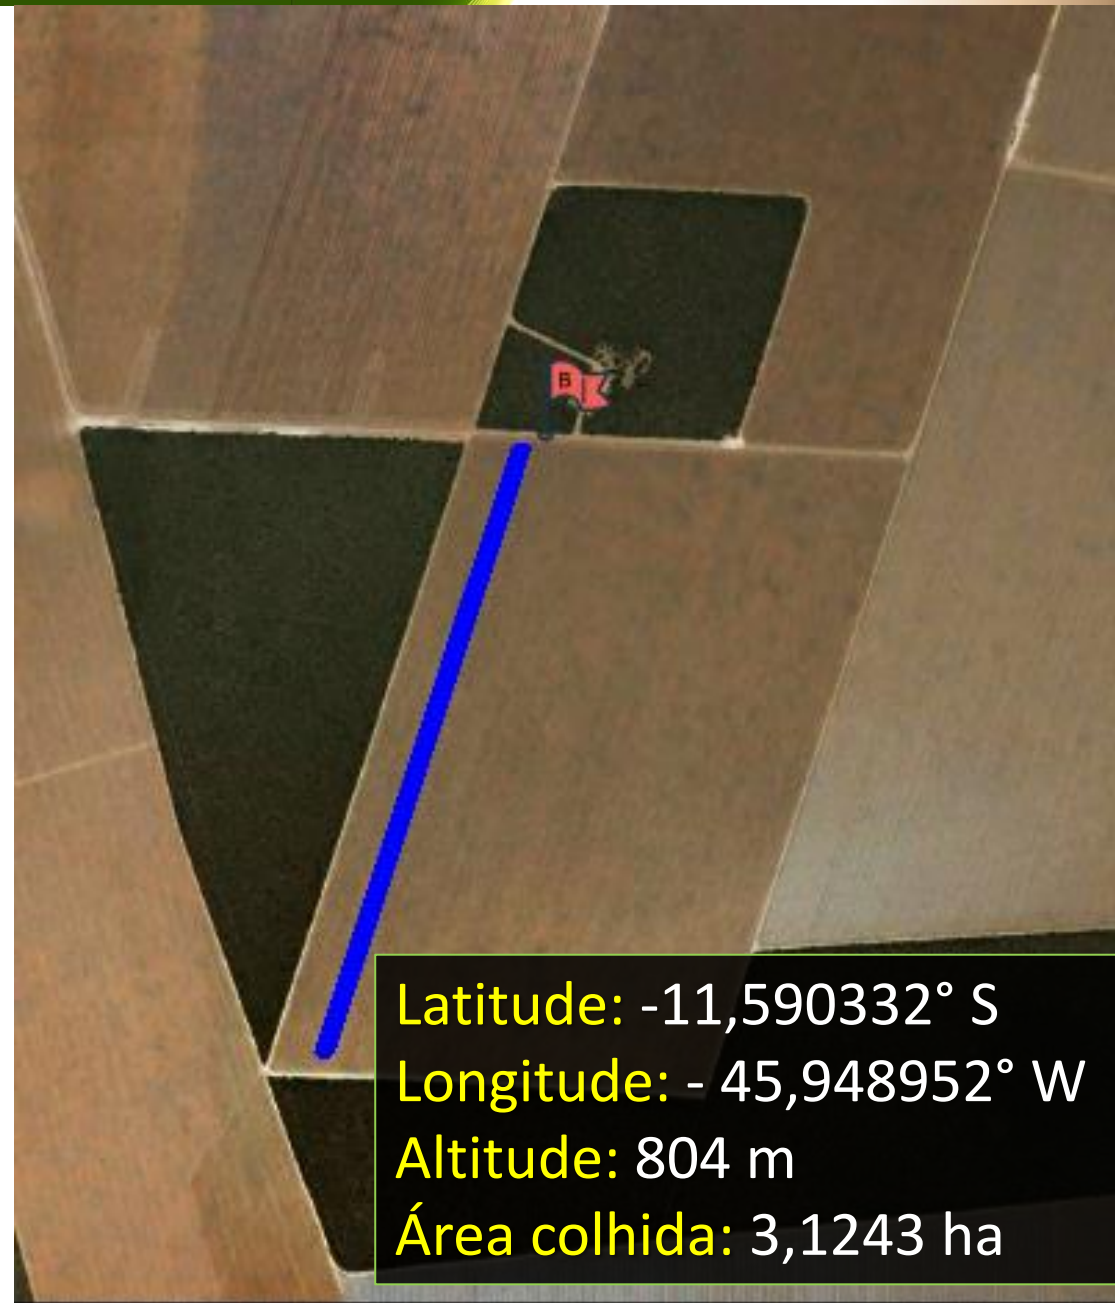 B
Latitude: -11,590332° S
Longitude: - 45,948952° W
Altitude: 804 m
Área colhida: 3,1243 ha